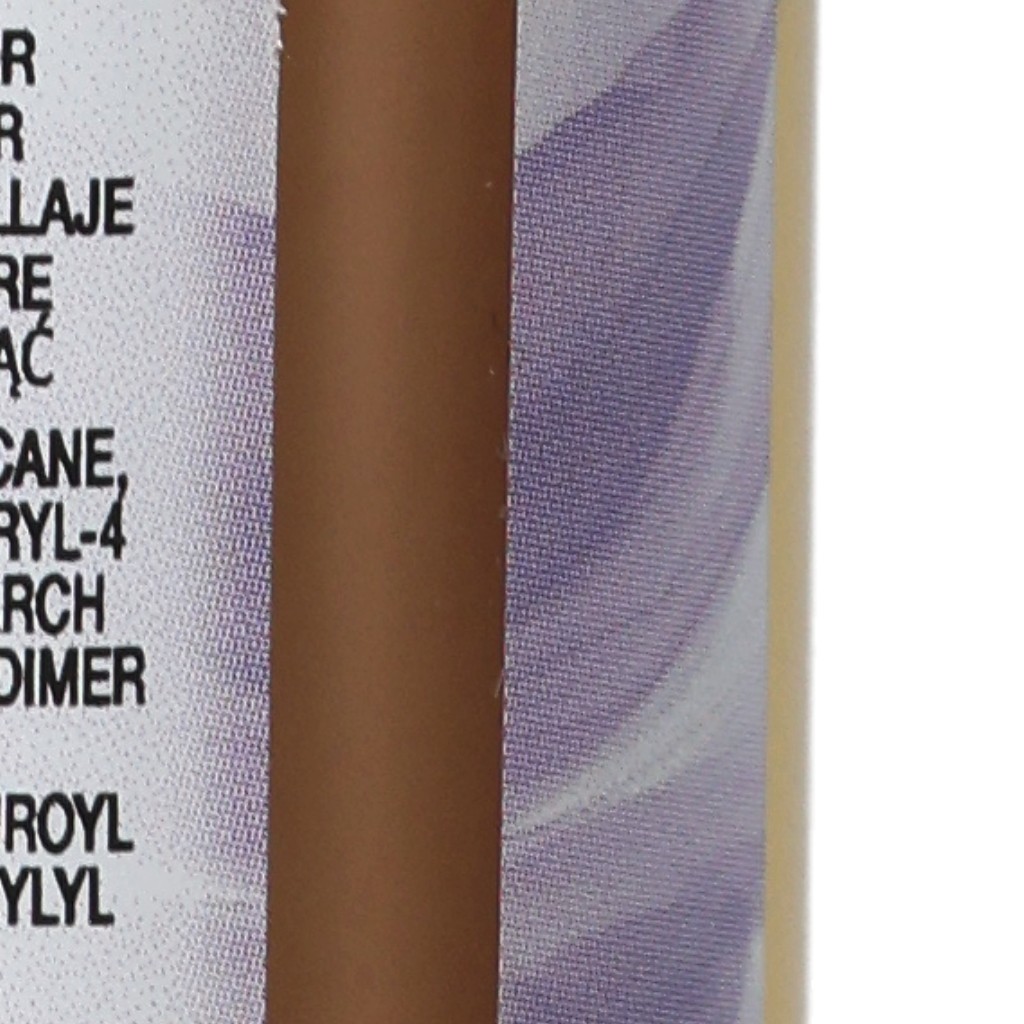 R
R
LLAJE
RE
ĄĆ
CANE,
RYL-4
RCH
DIMER
ROYL
YLYL